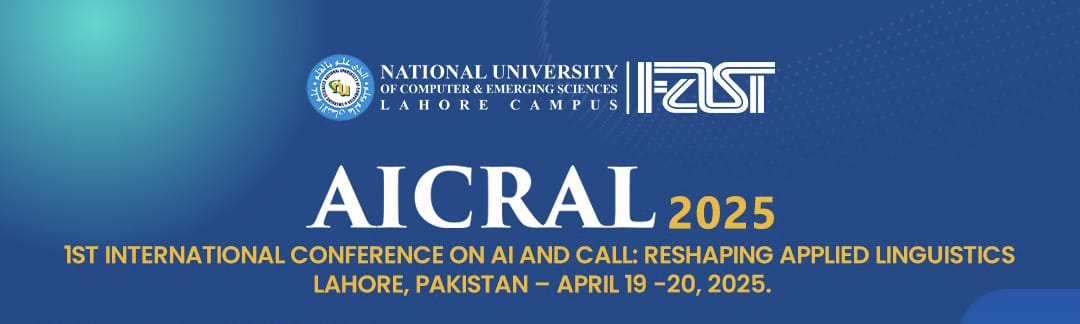 NATIONAL UNIVERSITY
OF COMPUTER & EMERGING SCIENCES
LAHORE CAMPUS
FAST
AICRAL 2025
1ST INTERNATIONAL CONFERENCE ON AI AND CALL: RESHAPING APPLIED LINGUISTICS
LAHORE, PAKISTAN – APRIL 19 -20, 2025.